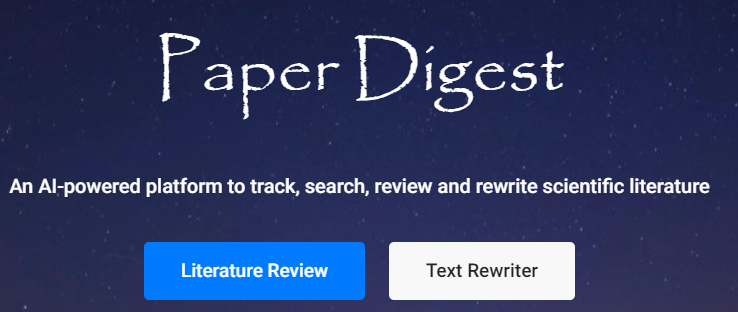 Paper Digest
An AI-powered platform to track, search, review and rewrite scientific literature
Literature Review
Text Rewriter